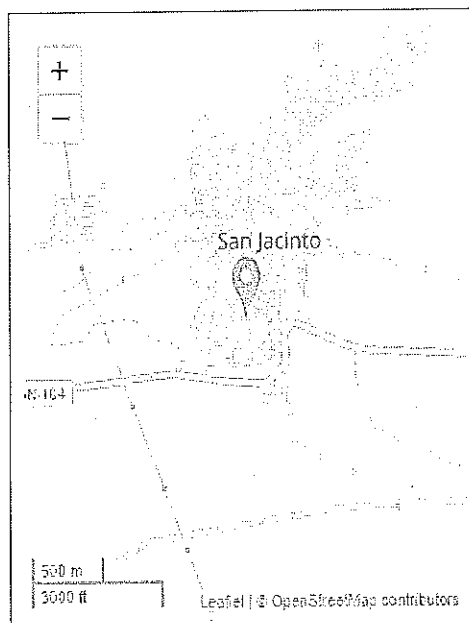 +
−
San Jacinto
500 m
3000 ft
Leaflet | © OpenStreetMap contributors